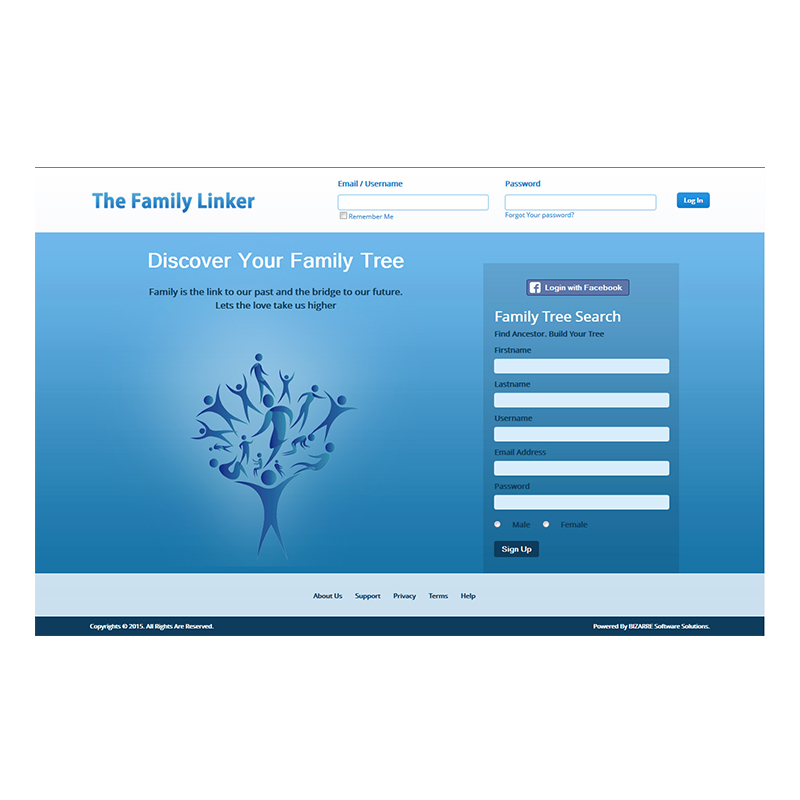 The Family Linker
Email / Username
Password
Remember Me
Forgot Your password?
Log In
Discover Your Family Tree
Family is the link to our past and the bridge to our future.
Lets the love take us higher
Login with Facebook
Family Tree Search
Find Ancestor. Build Your Tree
Firstname
Lastname
Username
Email Address
Password
Male Female
Sign Up
About Us Support Privacy Terms Help
Copyrights © 2015. All Rights Are Reserved.
Powered By BIZARRE Software Solutions.